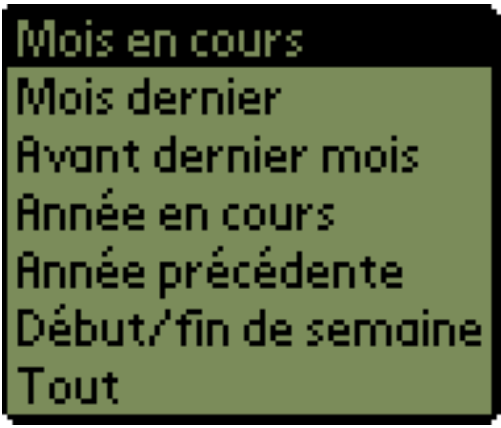 Mois en cours
Mois dernier
Avant dernier mois
Année en cours
Année précédente
Début/fin de semaine
Tout